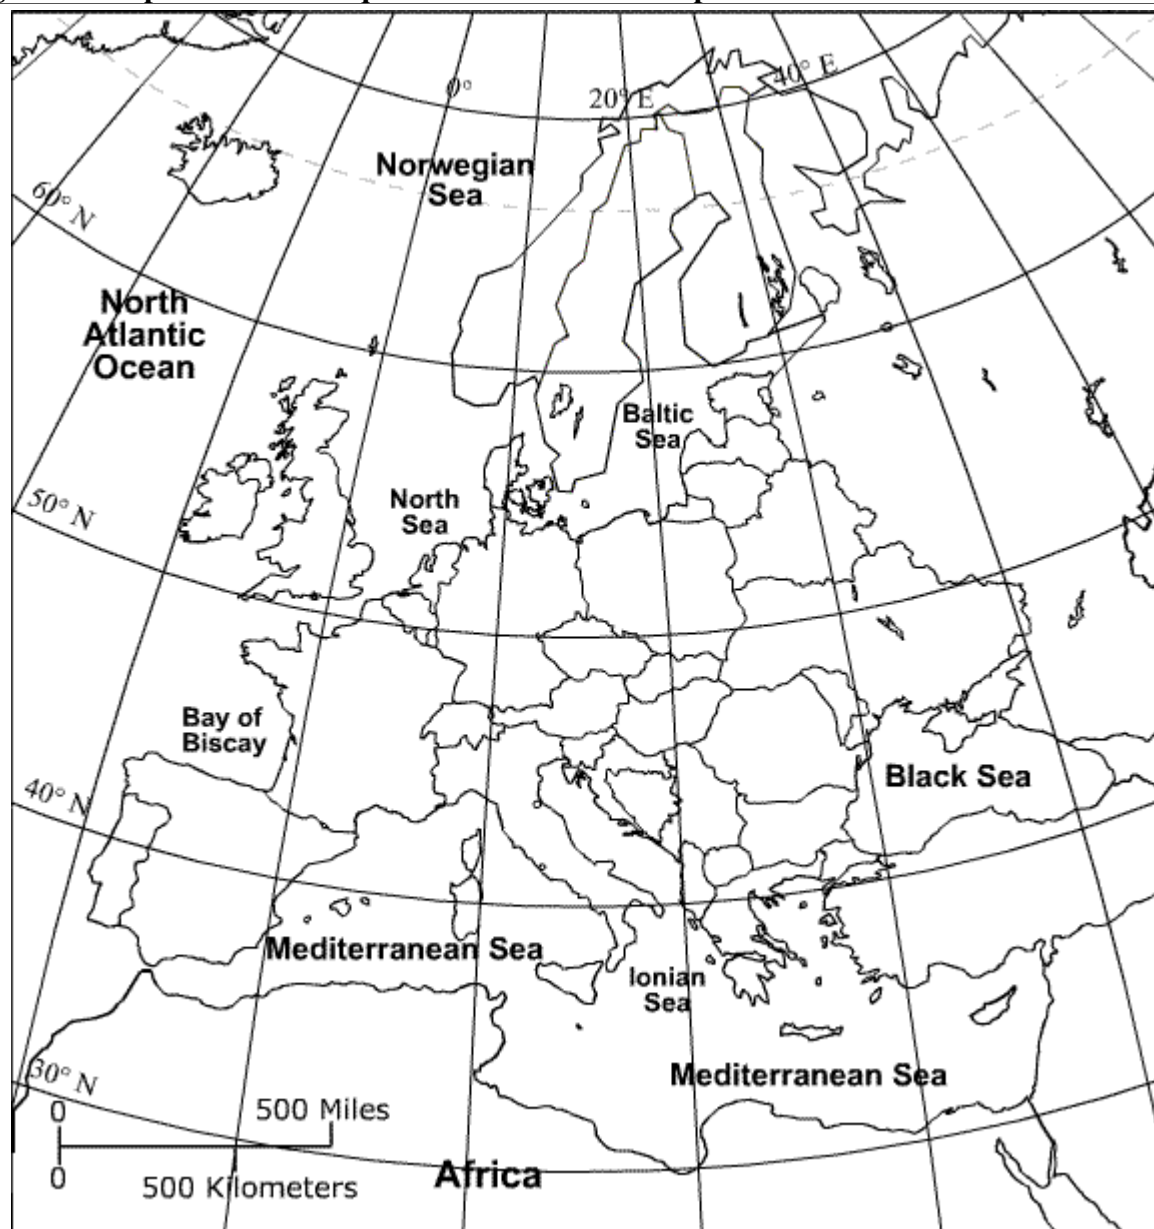 0°
20° E
40° E
Norwegian
Sea
60° N
North
Atlantic
Ocean
Baltic
Sea
50° N
North
Sea
Bay of
Biscay
Black Sea
40° N
Mediterranean Sea
Ionian
Sea
Mediterranean Sea
30° N
0
500 Miles
0
500 Kilometers
Africa